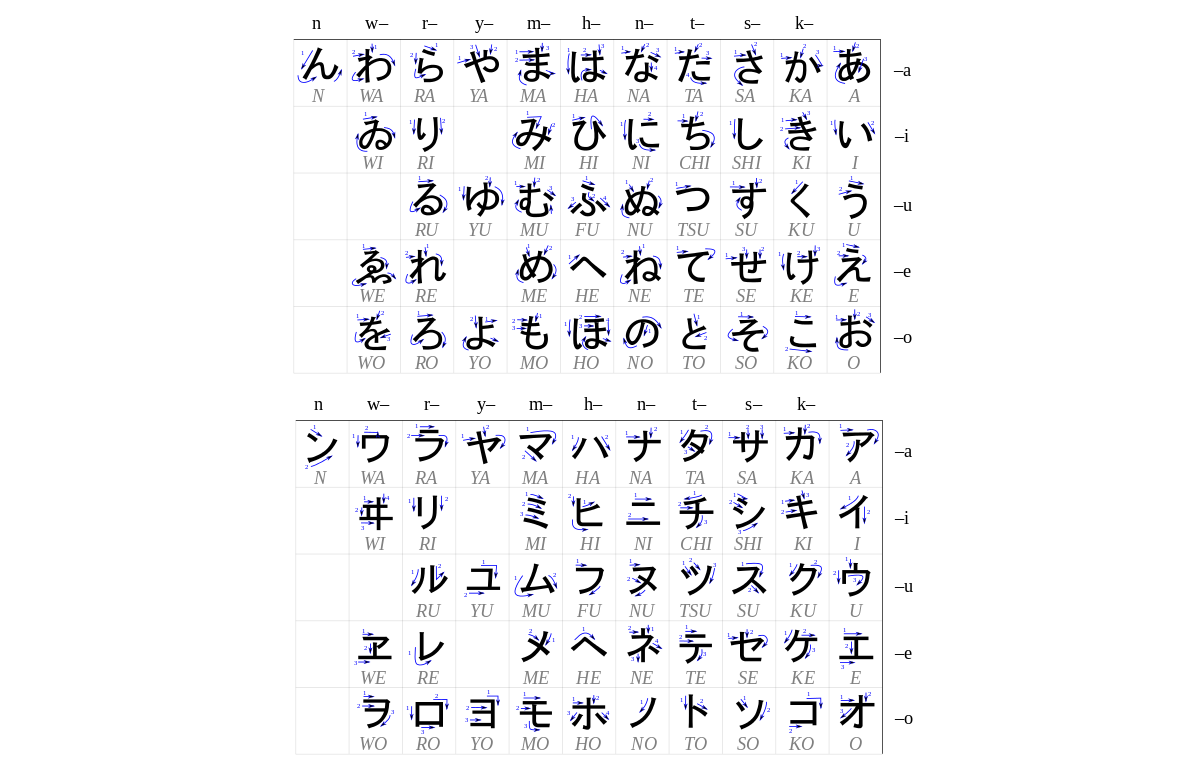 n w– r– y– m– h– n– t– s– k–
ん わ ら や ま は な た さ か あ –a
N WA RA YA MA HA NA TA SA KA A
ゐ り み ひ に ち し き い –i
WI RI MI HI NI CHI SHI KI I
る ゆ む ふ ぬ つ す く う –u
RU YU MU FU NU TSU SU KU U
ゑ れ め へ ね て せ け え –e
WE RE ME HE NE TE SE KE E
を ろ よ も ほ の と そ こ お –o
WO RO YO MO HO NO TO SO KO O
n w– r– y– m– h– n– t– s– k–
ン ワ ラ ヤ マ ハ ナ タ サ カ ア –a
N WA RA YA MA HA NA TA SA KA A
ヰ リ ミ ヒ ニ チ シ キ イ –i
WI RI MI HI NI CHI SHI KI I
ル ユ ム フ ヌ ツ ス ク ウ –u
RU YU MU FU NU TSU SU KU U
ヱ レ メ ヘ ネ テ セ ケ エ –e
WE RE ME HE NE TE SE KE E
ヲ ロ ヨ モ ホ ノ ト ソ コ オ –o
WO RO YO MO HO NO TO SO KO O